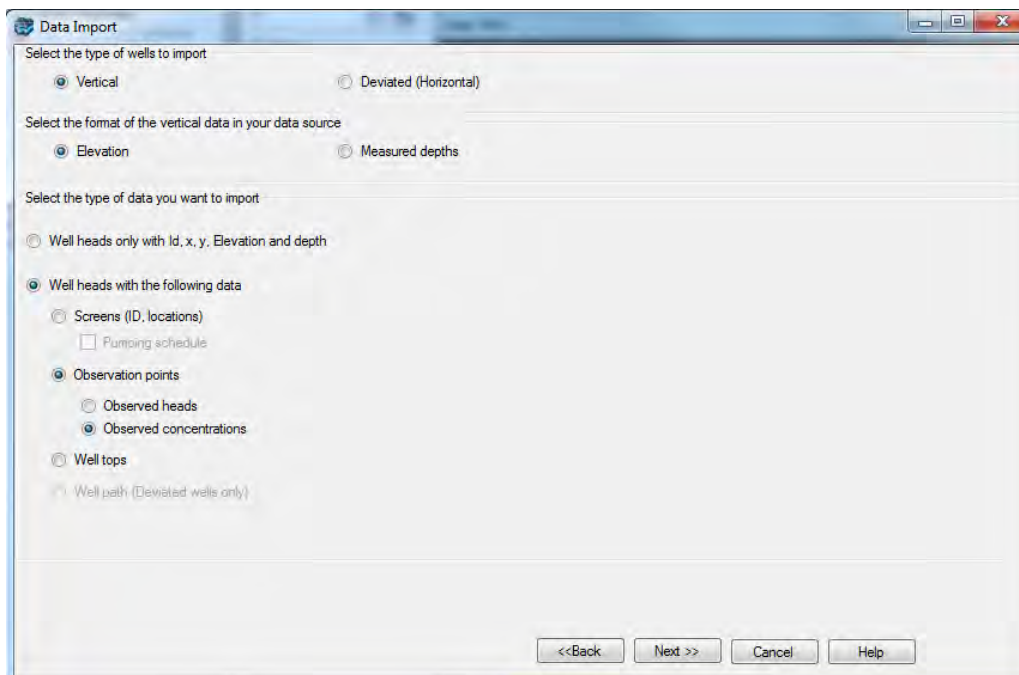 Data Import
Select the type of wells to import
Vertical Deviated (Horizontal)
Select the format of the vertical data in your data source
Elevation Measured depths
Select the type of data you want to import
Well heads only with Id, x, y, Elevation and depth
Well heads with the following data
Screens (ID, locations)
Pumping schedule
Observation points
Observed heads
Observed concentrations
Well tops
Well path (Deviated wells only)
<<Back Next >> Cancel Help